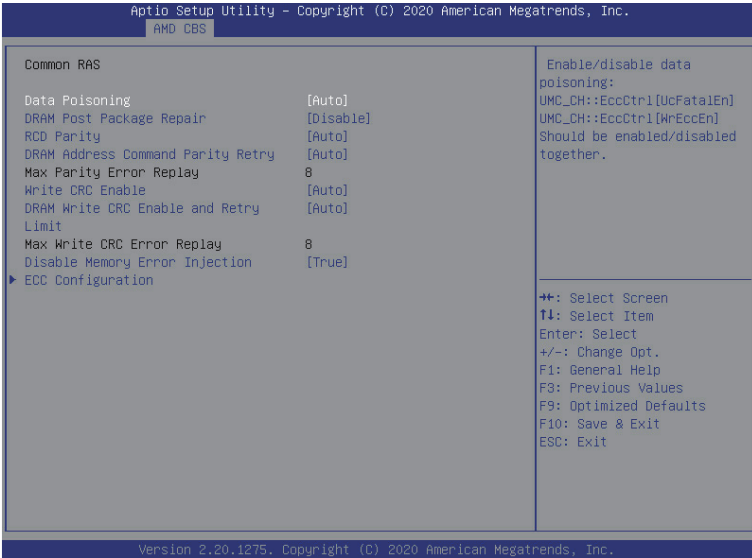 Aptio Setup Utility – Copyright (C) 2020 American Megatrends, Inc.
AMD CBS
Common RAS
Data Poisoning [Auto]
DRAM Post Package Repair [Disable]
RCD Parity [Auto]
DRAM Address Command Parity Retry [Auto]
Max Parity Error Replay 8
Write CRC Enable [Auto]
DRAM Write CRC Enable and Retry [Auto]
Limit
Max Write CRC Error Replay 8
Disable Memory Error Injection [True]
ECC Configuration
Enable/disable data
poisoning:
UMC_CH::EccCtrl[UcFatalEn]
UMC_CH::EccCtrl[WrEccEn]
Should be enabled/disabled
together.
→←: Select Screen
↑↓: Select Item
Enter: Select
+/-: Change Opt.
F1: General Help
F3: Previous Values
F9: Optimized Defaults
F10: Save & Exit
ESC: Exit
Version 2.20.1275. Copyright (C) 2020 American Megatrends, Inc.